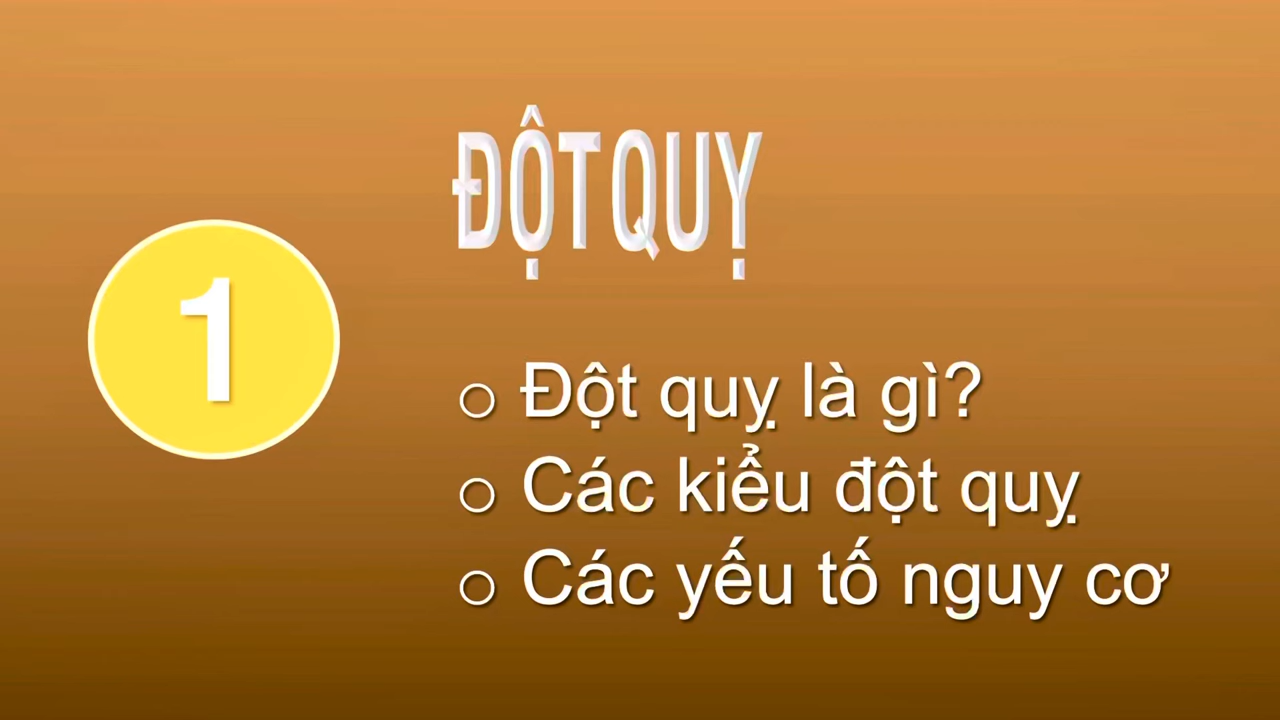 1
ĐỘT QUỴ
o Đột quỵ là gì?
o Các kiểu đột quỵ
o Các yếu tố nguy cơ